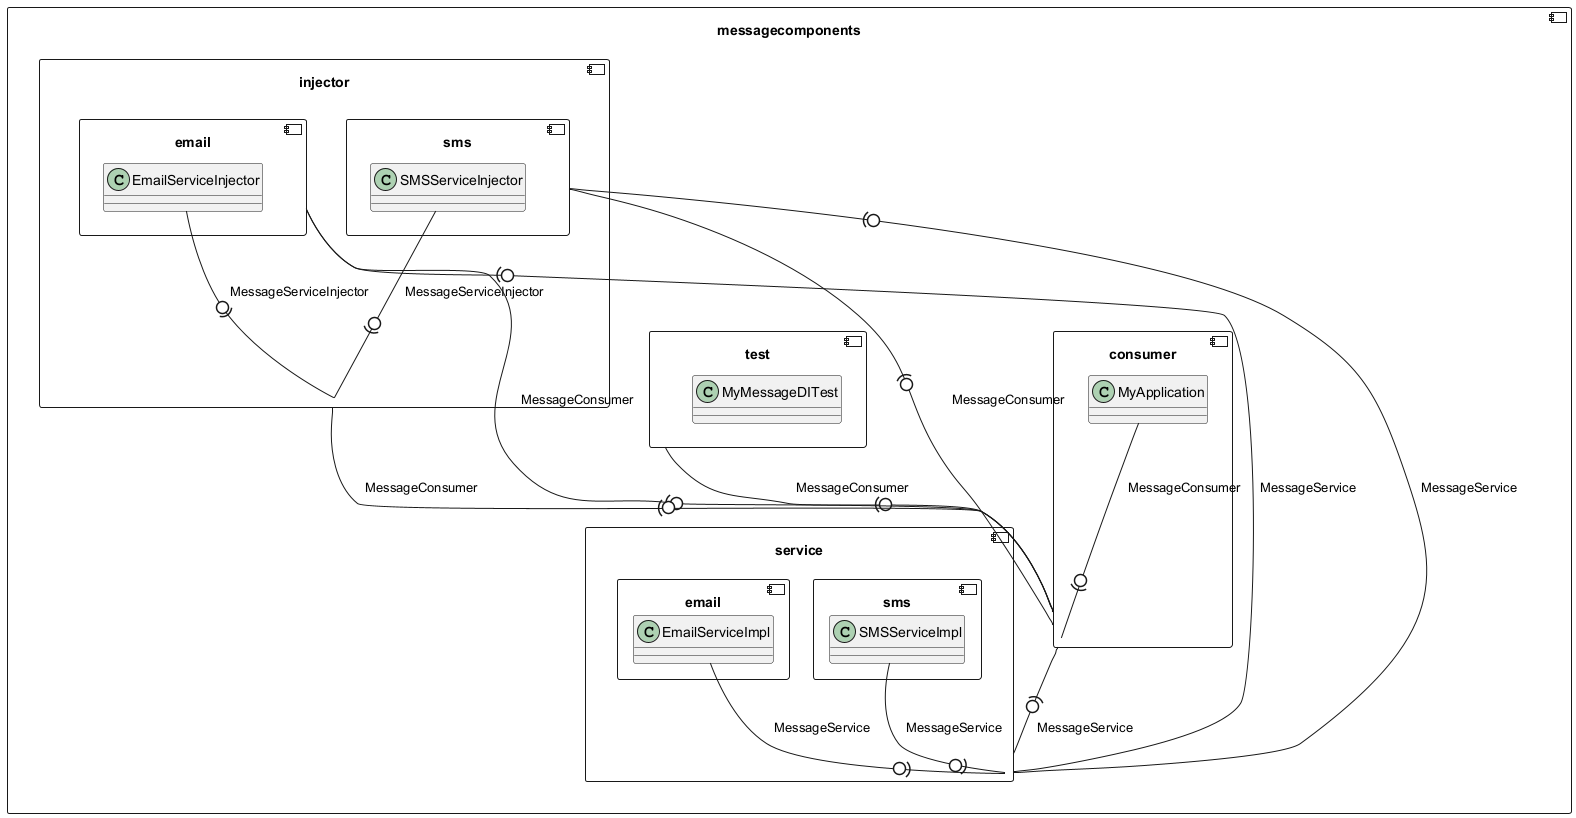 messagecomponents
injector
email
sms
C EmailServiceInjector
C SMSServiceInjector
MessageServiceInjector
MessageServiceInjector
test
consumer
C MyMessageDITest
C MyApplication
MessageConsumer
MessageConsumer
MessageConsumer
MessageConsumer
MessageConsumer
MessageService
MessageService
service
email
sms
C EmailServiceImpl
C SMSServiceImpl
MessageService
MessageService
MessageService